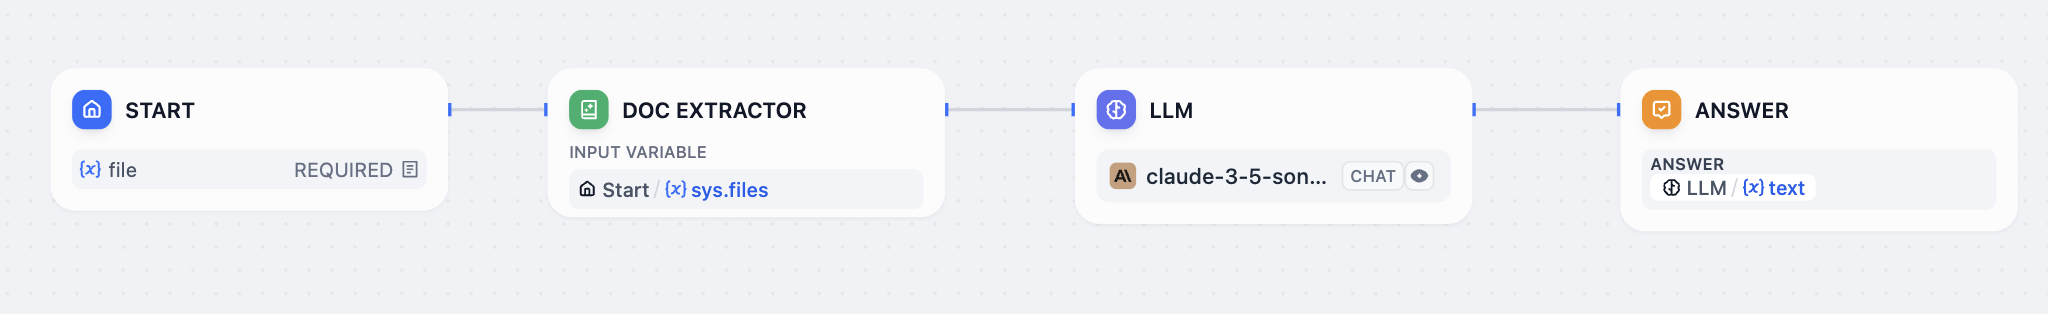 START
{x} file REQUIRED
DOC EXTRACTOR
INPUT VARIABLE
Start / {x} sys.files
LLM
A\ claude-3-5-son... CHAT
ANSWER
ANSWER
LLM / {x} text